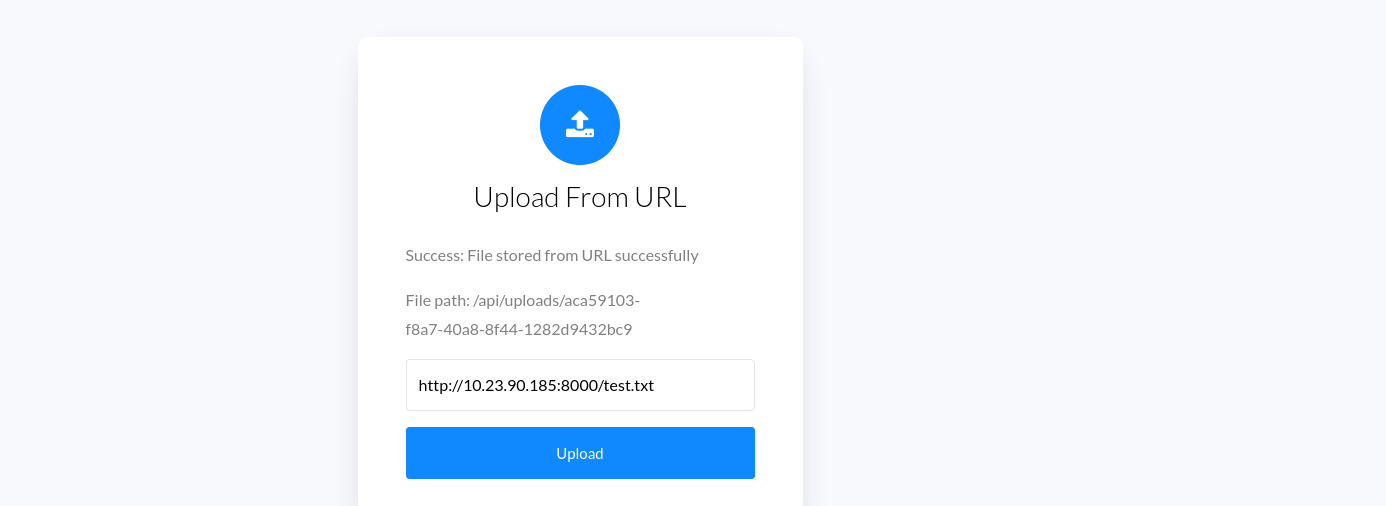 Upload From URL
Success: File stored from URL successfully
File path: /api/uploads/aca59103-
f8a7-40a8-8f44-1282d9432bc9
http://10.23.90.185:8000/test.txt
Upload